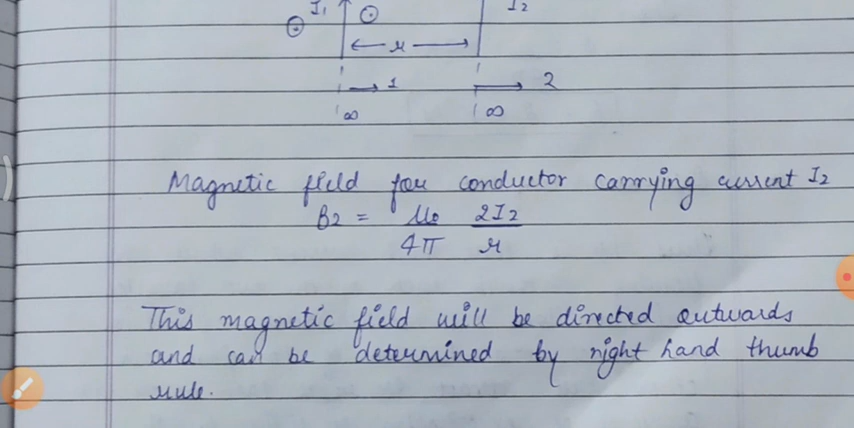 I₁ I₂
r
1 2
∞ ∞
Magnetic field for conductor carrying current I₂
B₂ = μ₀ 2I₂
4π r
This magnetic field will be directed outwards
and can be determined by right hand thumb
rule.